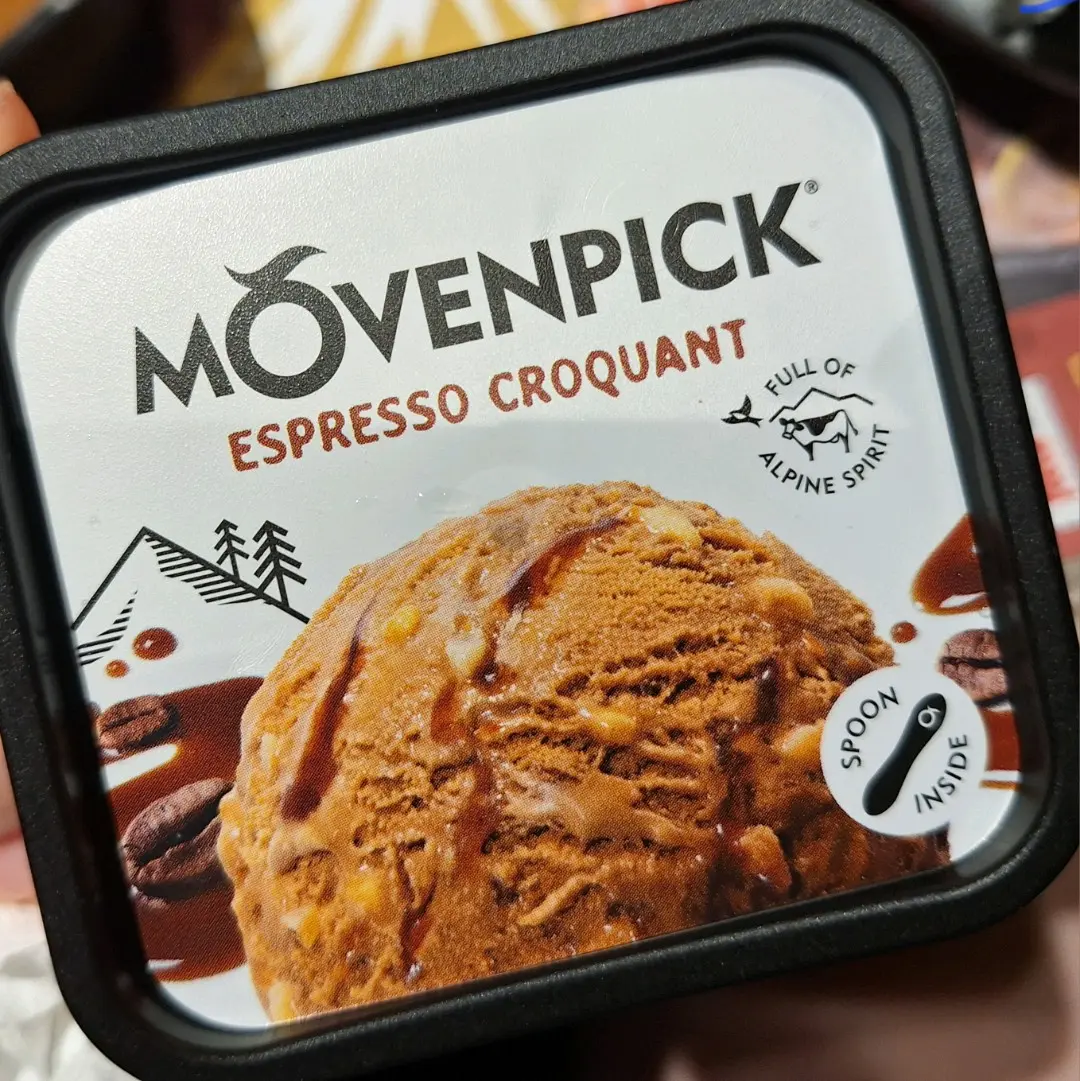 MÖVENPICK®
ESPRESSO CROQUANT
FULL OF
ALPINE SPIRIT
SPOON
INSIDE